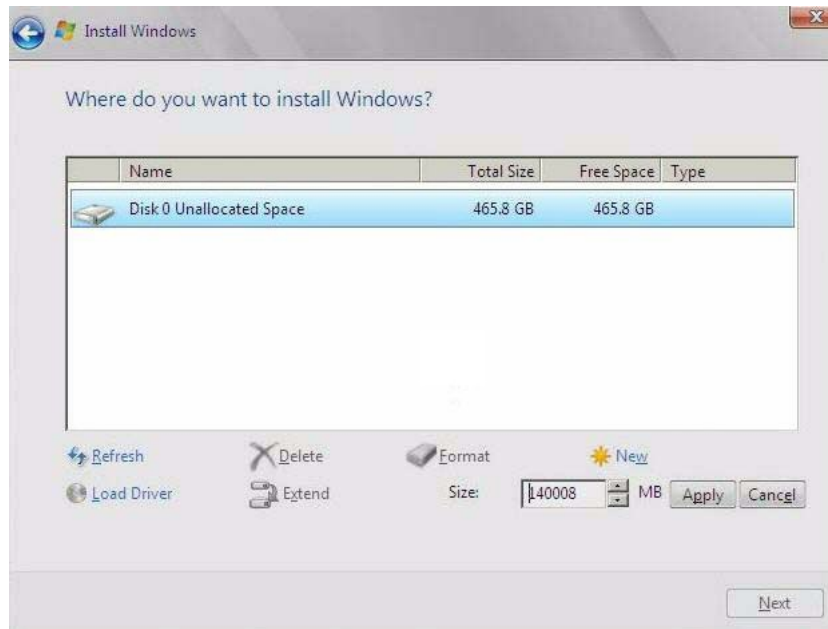 Install Windows
Where do you want to install Windows?
Name Total Size Free Space Type
Disk 0 Unallocated Space 465.8 GB 465.8 GB
Refresh Delete Format New
Load Driver Extend Size: 140008 MB Apply Cancel
Next